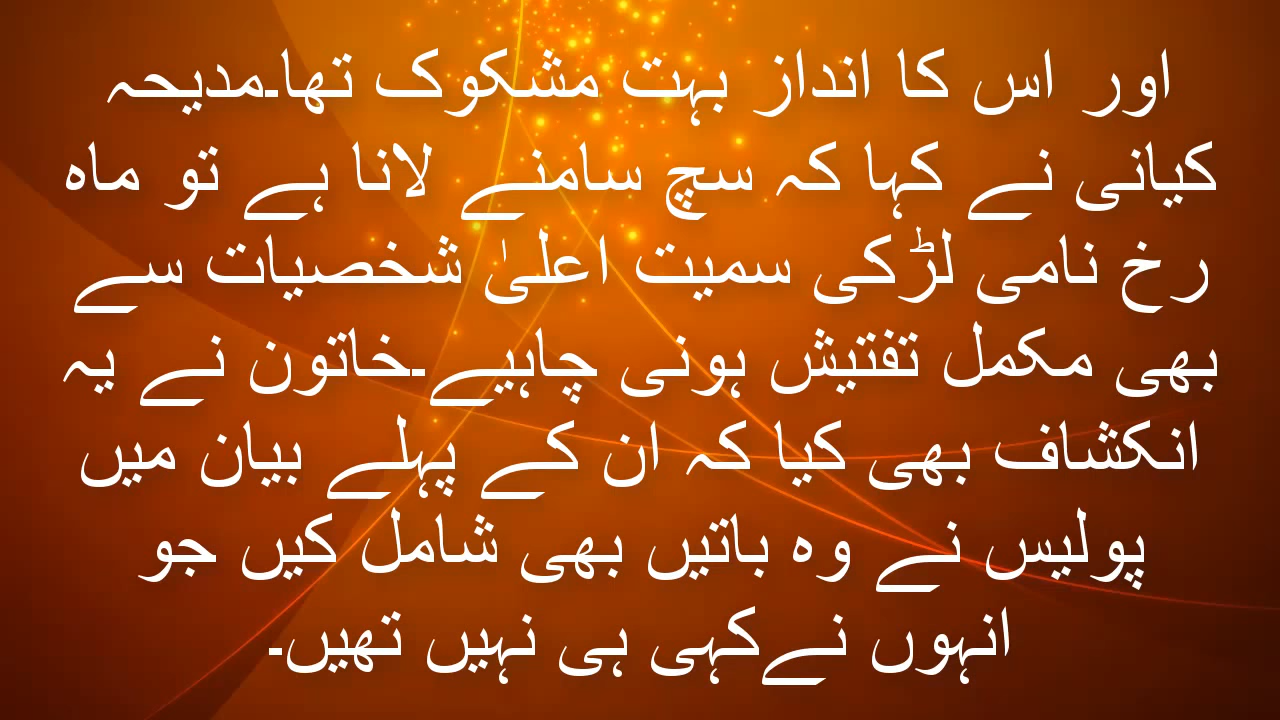 اور اس کا انداز بہت مشکوک تھا۔مدیحہ
کیانی نے کہا کہ سچ سامنے لانا ہے تو ماہ
رخ نامی لڑکی سمیت اعلیٰ شخصیات سے
بھی مکمل تفتیش ہونی چاہیے۔خاتون نے یہ
انکشاف بھی کیا کہ ان کے پہلے بیان میں
پولیس نے وہ باتیں بھی شامل کیں جو
انہوں نےکہی ہی نہیں تھیں۔